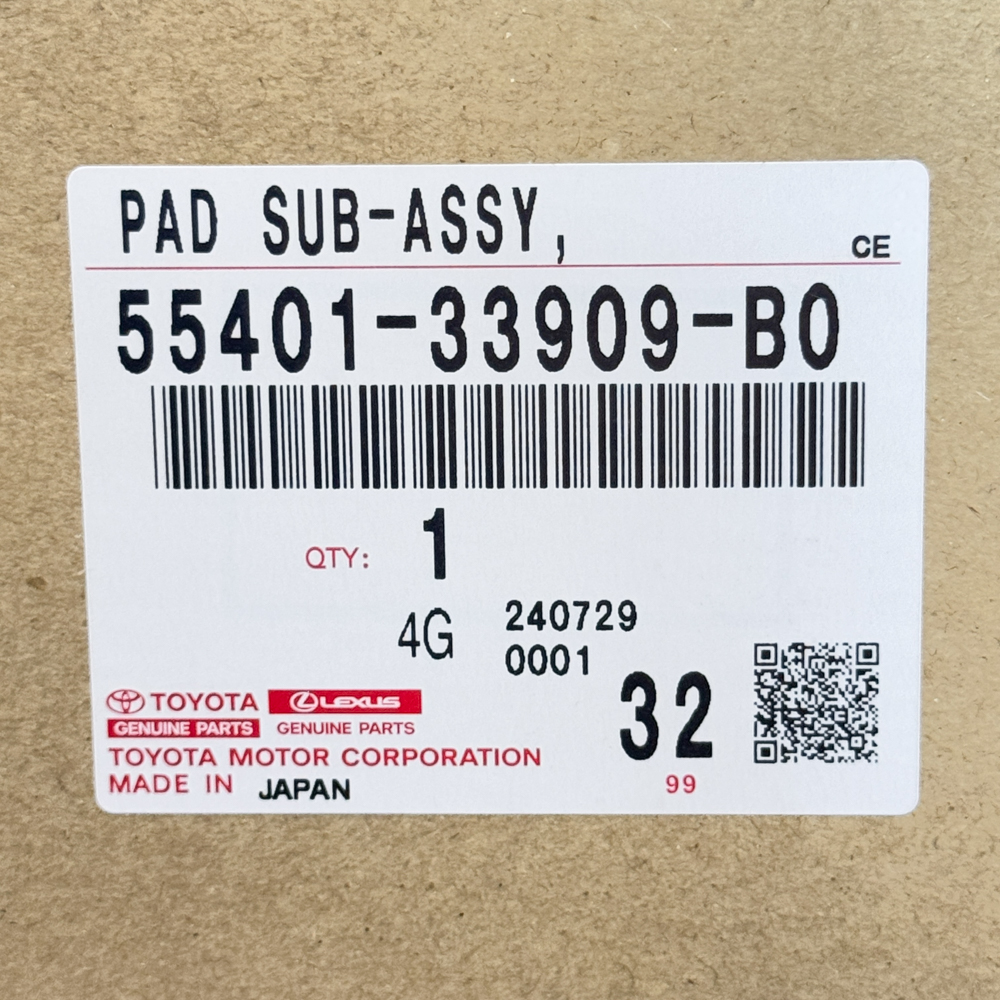 PAD SUB-ASSY,
CE
55401-33909-B0
QTY: 1
4G 240729
0001
32
TOYOTA LEXUS
GENUINE PARTS GENUINE PARTS
TOYOTA MOTOR CORPORATION
MADE IN JAPAN
99